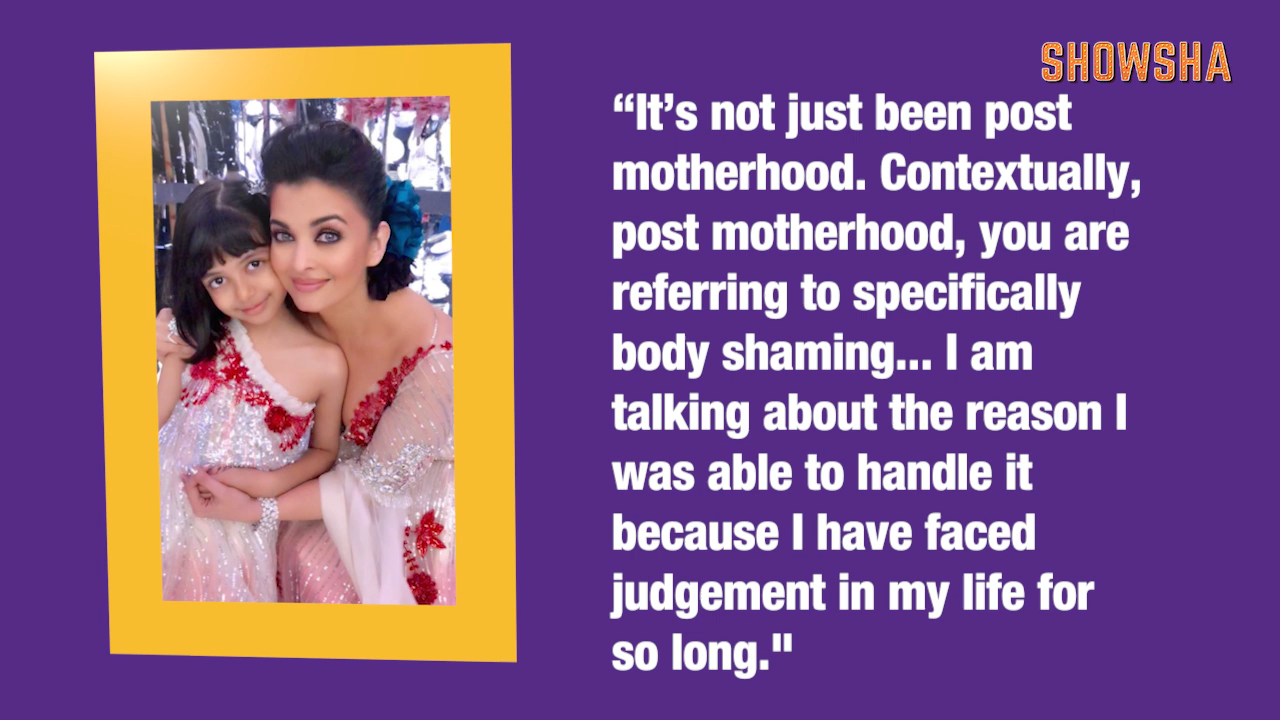 SHOWSHA
“It’s not just been post
motherhood. Contextually,
post motherhood, you are
referring to specifically
body shaming... I am
talking about the reason I
was able to handle it
because I have faced
judgement in my life for
so long."